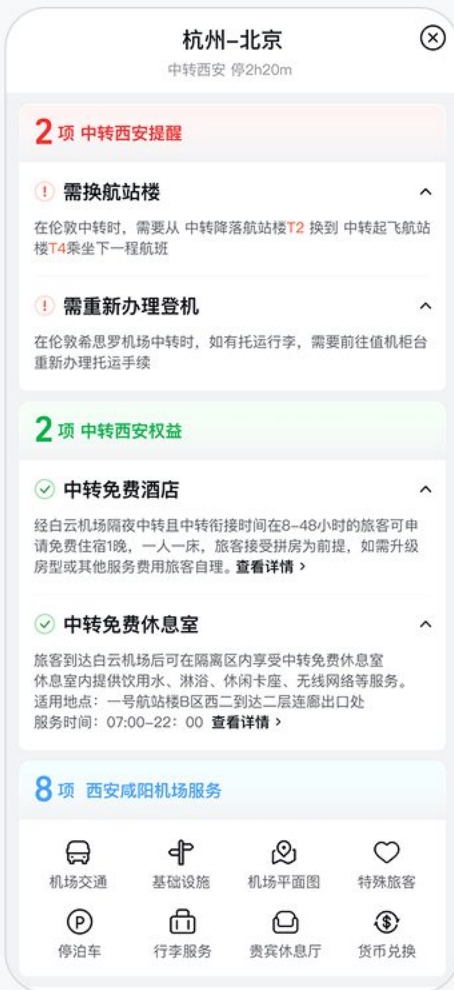 杭州–北京
中转西安 停2h20m
2 项 中转西安提醒
需换航站楼
在伦敦中转时，需要从 中转降落航站楼T2 换到 中转起飞航站
楼T4乘坐下一程航班
需重新办理登机
在伦敦希思罗机场中转时，如有托运行李，需要前往值机柜台
重新办理托运手续
2 项 中转西安权益
中转免费酒店
经白云机场隔夜中转且中转衔接时间在8–48小时的旅客可申
请免费住宿1晚，一人一床，旅客接受拼房为前提，如需升级
房型或其他服务费用旅客自理。查看详情 ›
中转免费休息室
旅客到达白云机场后可在隔离区内享受中转免费休息室
休息室内提供饮用水、淋浴、休闲卡座、无线网络等服务。
适用地点：一号航站楼B区西二到达二层连廊出口处
服务时间：07:00–22：00 查看详情 ›
8 项 西安咸阳机场服务
机场交通 基础设施 机场平面图 特殊旅客
P
停泊车 行李服务 贵宾休息厅 货币兑换